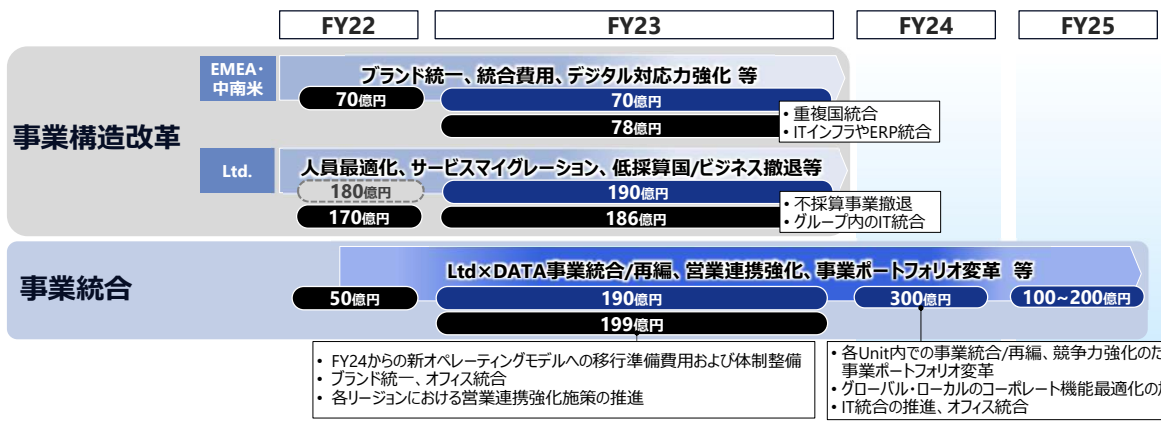 FY22
FY23
FY24
FY25
事業構造改革
EMEA・
中南米
ブランド統一、統合費用、デジタル対応力強化 等
70億円
70億円
78億円
• 重複国統合
• ITインフラやERP統合
Ltd.
人員最適化、サービスマイグレーション、低採算国/ビジネス撤退等
180億円
190億円
170億円
186億円
• 不採算事業撤退
• グループ内のIT統合
事業統合
Ltd×DATA事業統合/再編、営業連携強化、事業ポートフォリオ変革 等
50億円
190億円
300億円
100~200億円
199億円
• FY24からの新オペレーティングモデルへの移行準備費用および体制整備
• ブランド統一、オフィス統合
• 各リージョンにおける営業連携強化施策の推進
• 各Unit内での事業統合/再編、競争力強化のた
事業ポートフォリオ変革
• グローバル・ローカルのコーポレート機能最適化の
• IT統合の推進、オフィス統合